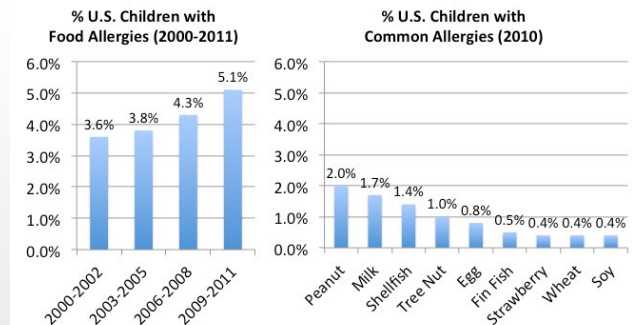 % U.S. Children with
Food Allergies (2000-2011)
6.0%
5.0%
4.0%
3.0%
2.0%
1.0%
0.0%
3.6%
3.8%
4.3%
5.1%
2000-2002
2003-2005
2006-2008
2009-2011
% U.S. Children with
Common Allergies (2010)
6.0%
5.0%
4.0%
3.0%
2.0%
1.0%
0.0%
2.0%
1.7%
1.4%
1.0%
0.8%
0.5%
0.4%
0.4%
0.4%
Peanut
Milk
Shellfish
Tree Nut
Egg
Fin Fish
Strawberry
Wheat
Soy